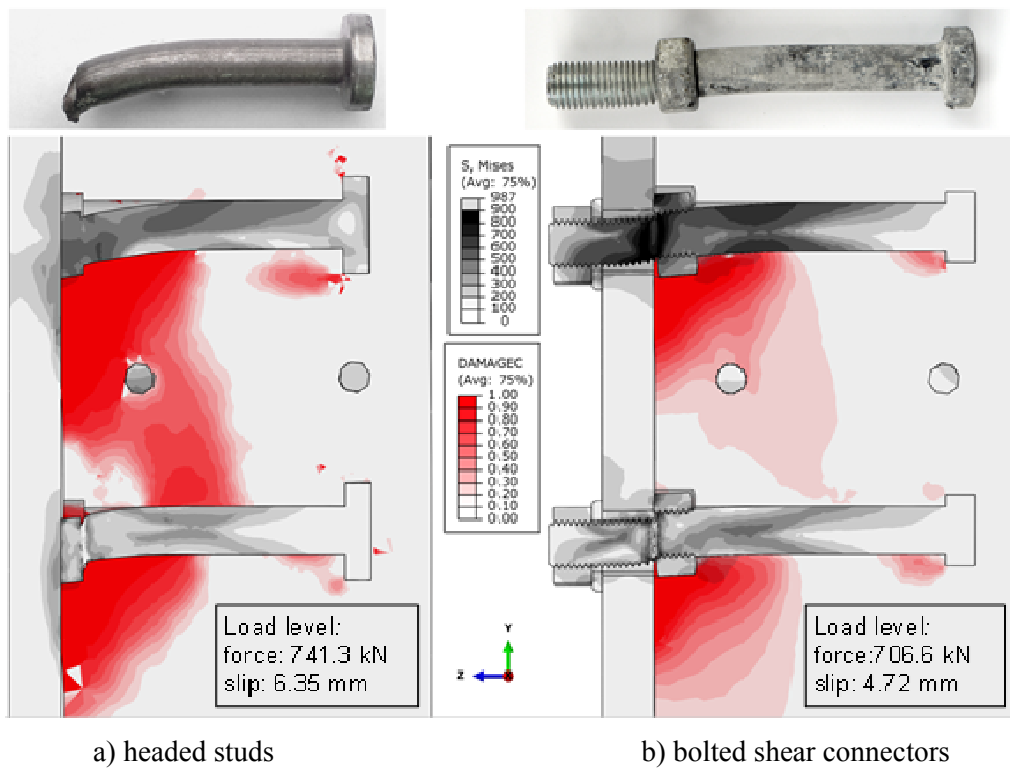 S, Mises
(Avg: 75%)
987
900
800
700
600
500
400
300
200
100
0
DAMAGEC
(Avg: 75%)
1.00
0.90
0.80
0.70
0.60
0.50
0.40
0.30
0.20
0.10
0.00
Load level:
force: 741.3 kN
slip: 6.35 mm
Y
Z
X
Load level:
force:706.6 kN
slip: 4.72 mm
a) headed studs
b) bolted shear connectors